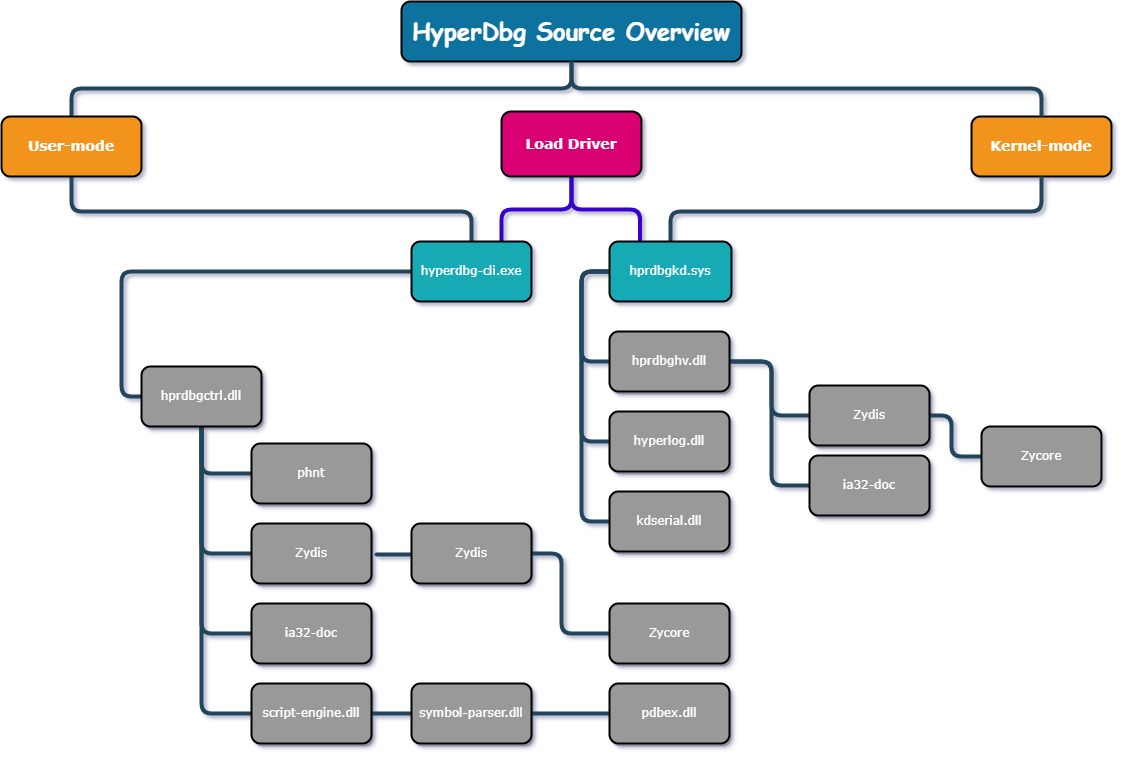 HyperDbg Source Overview
User-mode
Load Driver
Kernel-mode
hyperdbg-cli.exe
hprdbgkd.sys
hprdbghv.dll
hprdbgctrl.dll
Zydis
hyperlog.dll
Zycore
phnt
ia32-doc
kdserial.dll
Zydis
Zydis
ia32-doc
Zycore
script-engine.dll
symbol-parser.dll
pdbex.dll